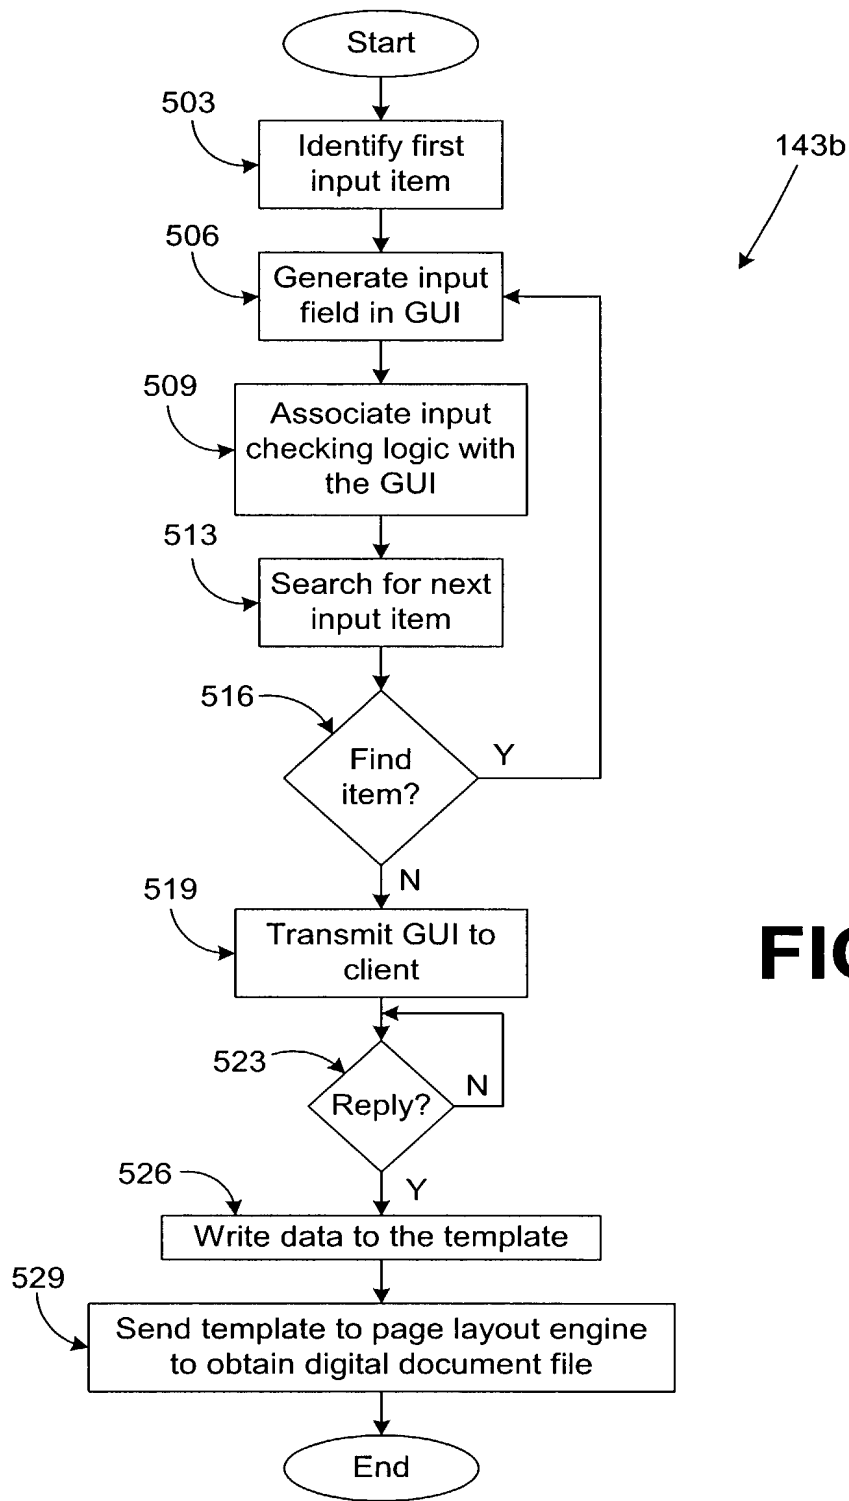 Start
503
Identify first
input item
143b
506
Generate input
field in GUI
509
Associate input
checking logic with
the GUI
513
Search for next
input item
516
Find
item?
Y
N
519
Transmit GUI to
client
FIG
523
Reply?
N
Y
526
Write data to the template
529
Send template to page layout engine
to obtain digital document file
End